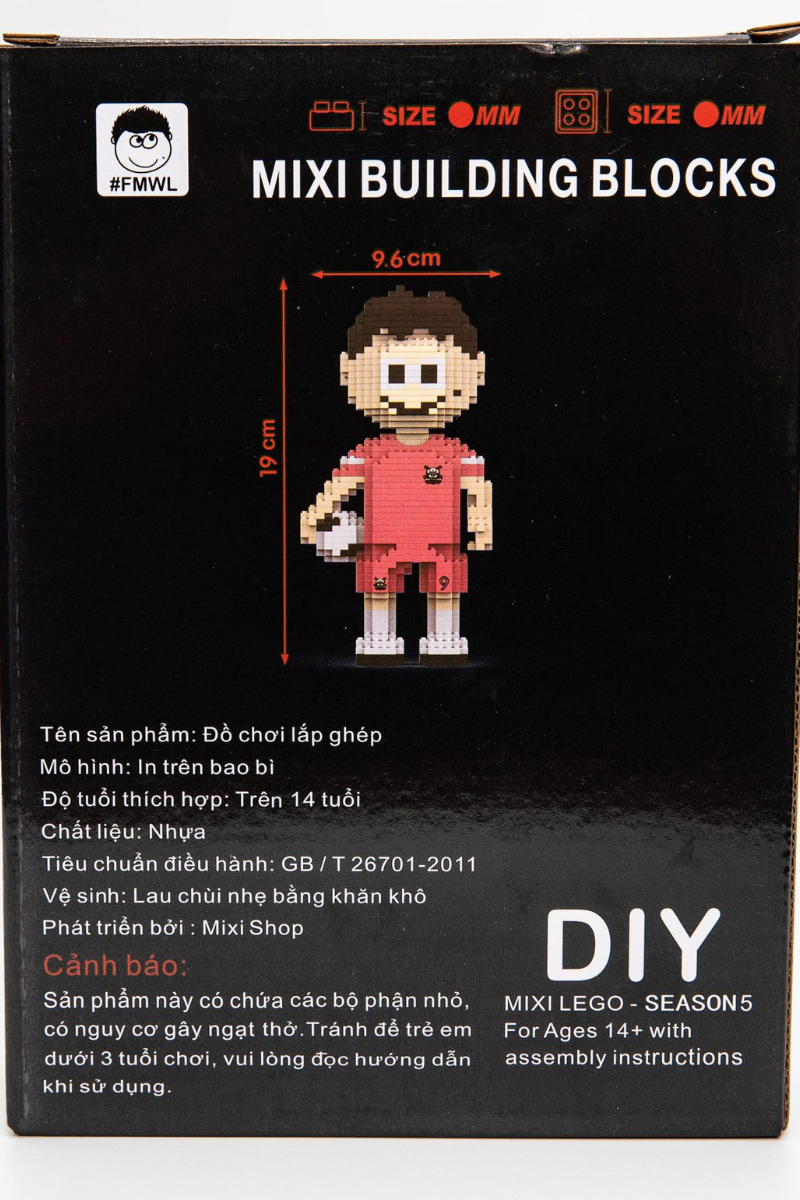 SIZE MM SIZE MM
#FMWL
MIXI BUILDING BLOCKS
9.6 cm
19 cm
9
Tên sản phẩm: Đồ chơi lắp ghép
Mô hình: In trên bao bì
Độ tuổi thích hợp: Trên 14 tuổi
Chất liệu: Nhựa
Tiêu chuẩn điều hành: GB / T 26701-2011
Vệ sinh: Lau chùi nhẹ bằng khăn khô
Phát triển bởi : Mixi Shop
Cảnh báo:
Sản phẩm này có chứa các bộ phận nhỏ,
có nguy cơ gây ngạt thở.Tránh để trẻ em
dưới 3 tuổi chơi, vui lòng đọc hướng dẫn
khi sử dụng.
DIY
MIXI LEGO - SEASON 5
For Ages 14+ with
assembly instructions